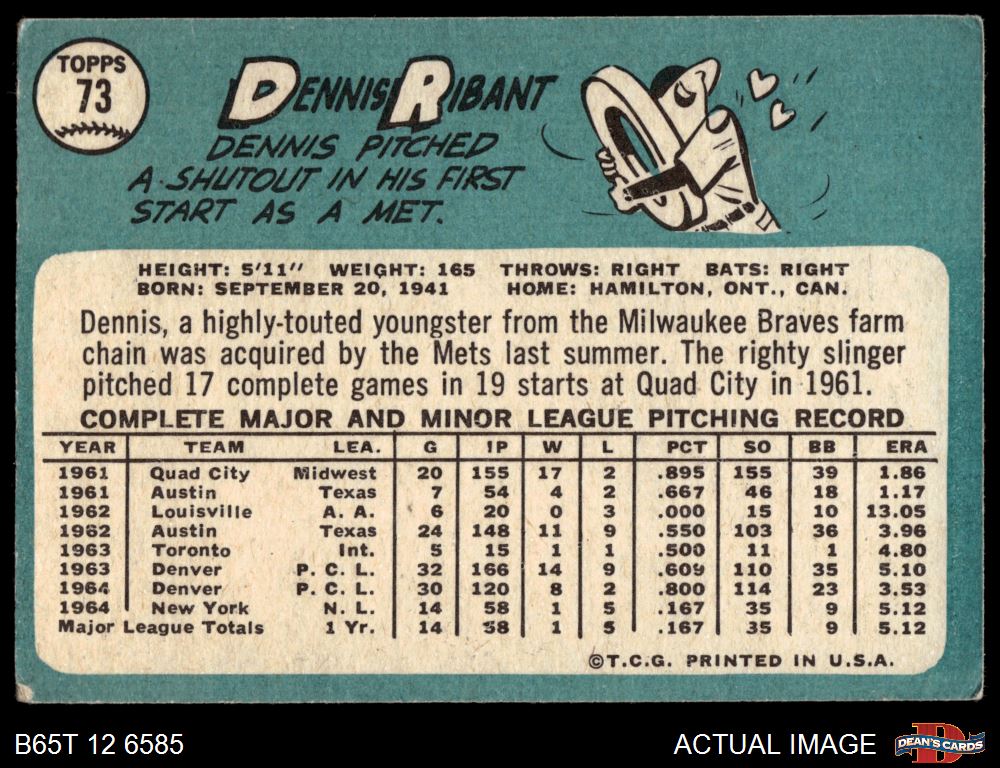 TOPPS
73
DENNIS RIBANT
DENNIS PITCHED
A SHUTOUT IN HIS FIRST
START AS A MET.
HEIGHT: 5'11" WEIGHT: 165 THROWS: RIGHT BATS: RIGHT
BORN: SEPTEMBER 20, 1941 HOME: HAMILTON, ONT., CAN.
Dennis, a highly-touted youngster from the Milwaukee Braves farm
chain was acquired by the Mets last summer. The righty slinger
pitched 17 complete games in 19 starts at Quad City in 1961.
COMPLETE MAJOR AND MINOR LEAGUE PITCHING RECORD
YEAR TEAM LEA. G IP W L PCT SO BB ERA
1961 Quad City Midwest 20 155 17 2 .895 155 39 1.86
1961 Austin Texas 7 54 4 2 .667 46 18 1.17
1962 Louisville A. A. 6 20 0 3 .000 15 10 13.05
1962 Austin Texas 24 148 11 9 .550 103 36 3.96
1963 Toronto Int. 5 15 1 1 .500 11 1 4.80
1963 Denver P. C. L. 32 166 14 9 .609 110 35 5.10
1964 Denver P. C. L. 30 120 8 2 .800 114 23 3.53
1964 New York N. L. 14 58 1 5 .167 35 9 5.12
Major League Totals 1 Yr. 14 58 1 5 .167 35 9 5.12
©T.C.G. PRINTED IN U.S.A.
B65T 12 6585
ACTUAL IMAGE
DEAN'S CARDS